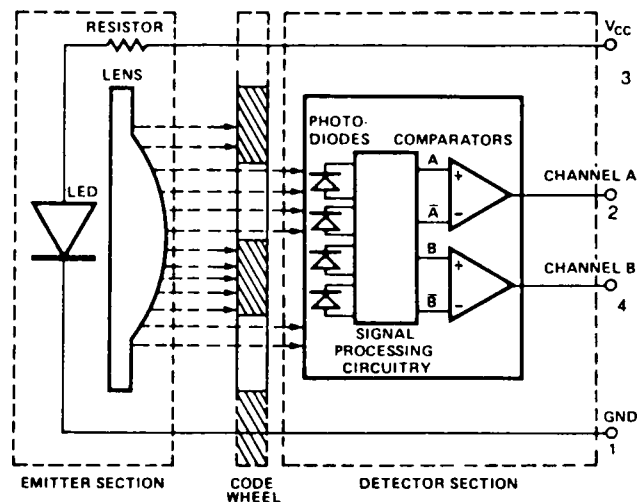 RESISTOR
LENS
LED
PHOTO-
DIODES
COMPARATORS
A
+
Ā
−
B
+
B̄
−
SIGNAL
PROCESSING
CIRCUITRY
VCC
3
CHANNEL A
2
CHANNEL B
4
GND
1
EMITTER SECTION
CODE
WHEEL
DETECTOR SECTION